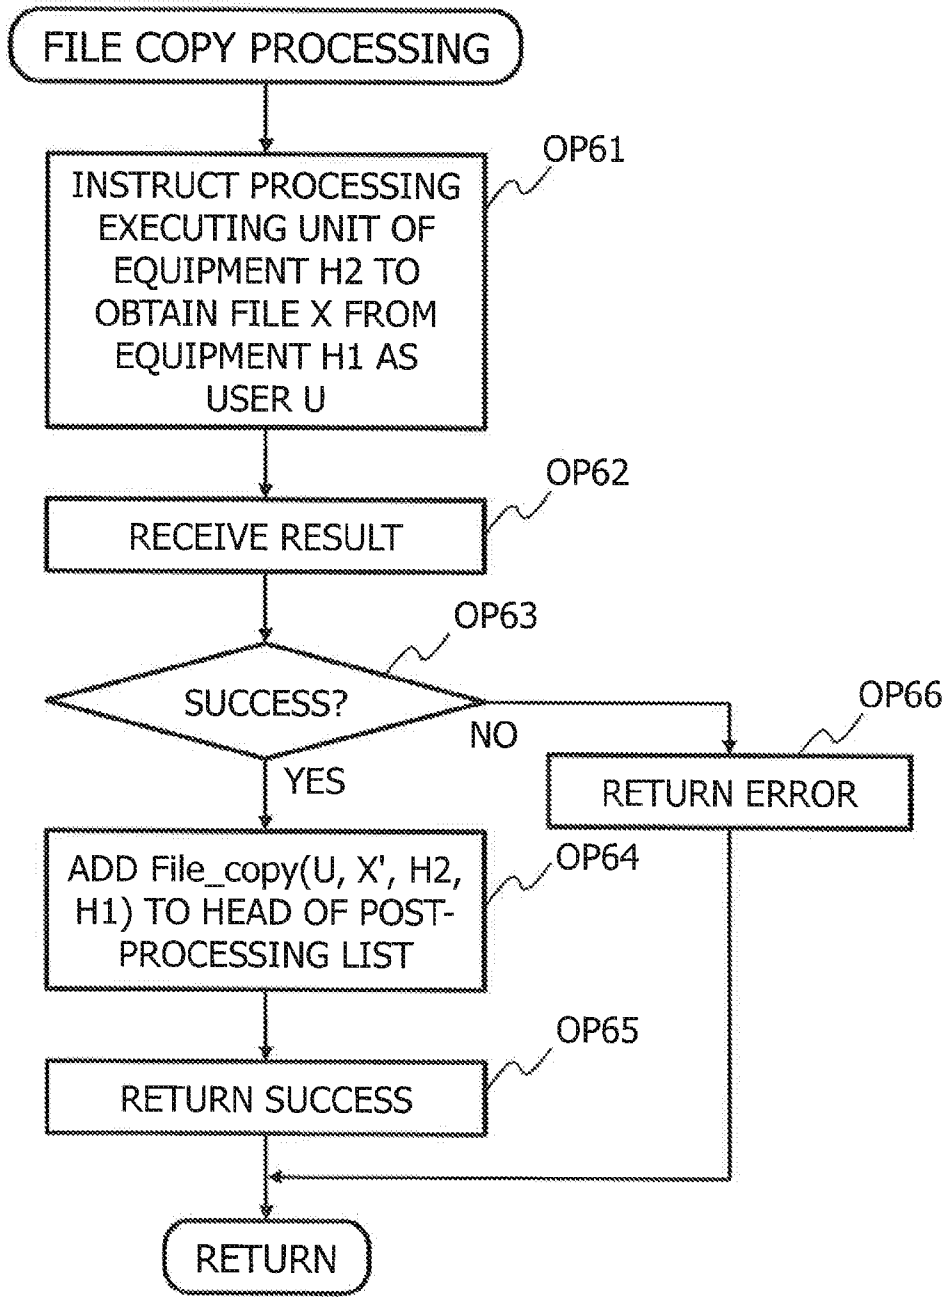 FILE COPY PROCESSING
OP61
INSTRUCT PROCESSING
EXECUTING UNIT OF
EQUIPMENT H2 TO
OBTAIN FILE X FROM
EQUIPMENT H1 AS
USER U
OP62
RECEIVE RESULT
OP63
SUCCESS?
NO
YES
OP66
RETURN ERROR
OP64
ADD File_copy(U, X', H2,
H1) TO HEAD OF POST-
PROCESSING LIST
OP65
RETURN SUCCESS
RETURN